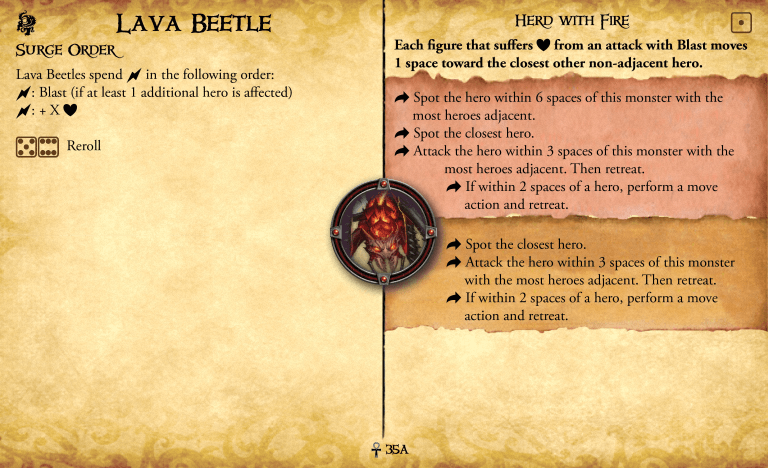 Lava Beetle
Surge Order
Lava Beetles spend in the following order:
: Blast (if at least 1 additional hero is affected)
: + X
Reroll
Herd with Fire
Each figure that suffers from an attack with Blast moves
1 space toward the closest other non-adjacent hero.
Spot the hero within 6 spaces of this monster with the
most heroes adjacent.
Spot the closest hero.
Attack the hero within 3 spaces of this monster with the
most heroes adjacent. Then retreat.
If within 2 spaces of a hero, perform a move
action and retreat.
Spot the closest hero.
Attack the hero within 3 spaces of this monster
with the most heroes adjacent. Then retreat.
If within 2 spaces of a hero, perform a move
action and retreat.
35A